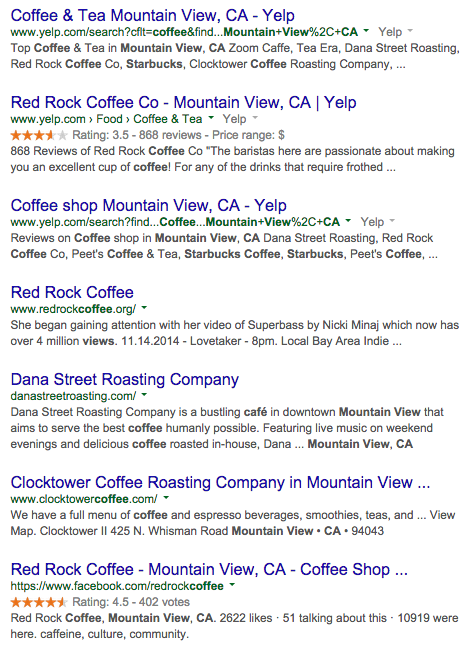 Coffee & Tea Mountain View, CA - Yelp
www.yelp.com/search?cflt=coffee&find...Mountain+View%2C+CA Yelp
Top Coffee & Tea in Mountain View, CA Zoom Caffe, Tea Era, Dana Street Roasting,
Red Rock Coffee Co, Starbucks, Clocktower Coffee Roasting Company, ...
Red Rock Coffee Co - Mountain View, CA | Yelp
www.yelp.com › Food › Coffee & Tea Yelp
Rating: 3.5 - 868 reviews - Price range: $
868 Reviews of Red Rock Coffee Co "The baristas here are passionate about making
you an excellent cup of coffee! For any of the drinks that require frothed ...
Coffee shop Mountain View, CA - Yelp
www.yelp.com/search?find...Coffee...Mountain+View%2C+CA Yelp
Reviews on Coffee shop in Mountain View, CA Dana Street Roasting, Red Rock
Coffee Co, Peet's Coffee & Tea, Starbucks Coffee, Starbucks, Peet's Coffee, ...
Red Rock Coffee
www.redrockcoffee.org/
She began gaining attention with her video of Superbass by Nicki Minaj which now has
over 4 million views. 11.14.2014 - Lovetaker - 8pm. Local Bay Area Indie ...
Dana Street Roasting Company
danastreetroasting.com/
Dana Street Roasting Company is a bustling café in downtown Mountain View that
aims to serve the best coffee humanly possible. Featuring live music on weekend
evenings and delicious coffee roasted in-house, Dana ... Mountain View, CA
Clocktower Coffee Roasting Company in Mountain View ...
www.clocktowercoffee.com/
We have a full menu of coffee and espresso beverages, smoothies, teas, and ... View
Map. Clocktower II 425 N. Whisman Road Mountain View • CA • 94043
Red Rock Coffee - Mountain View, CA - Coffee Shop ...
https://www.facebook.com/redrockcoffee
Rating: 4.5 - 402 votes
Red Rock Coffee, Mountain View, CA. 2622 likes · 51 talking about this · 10919 were
here. caffeine, culture, community.